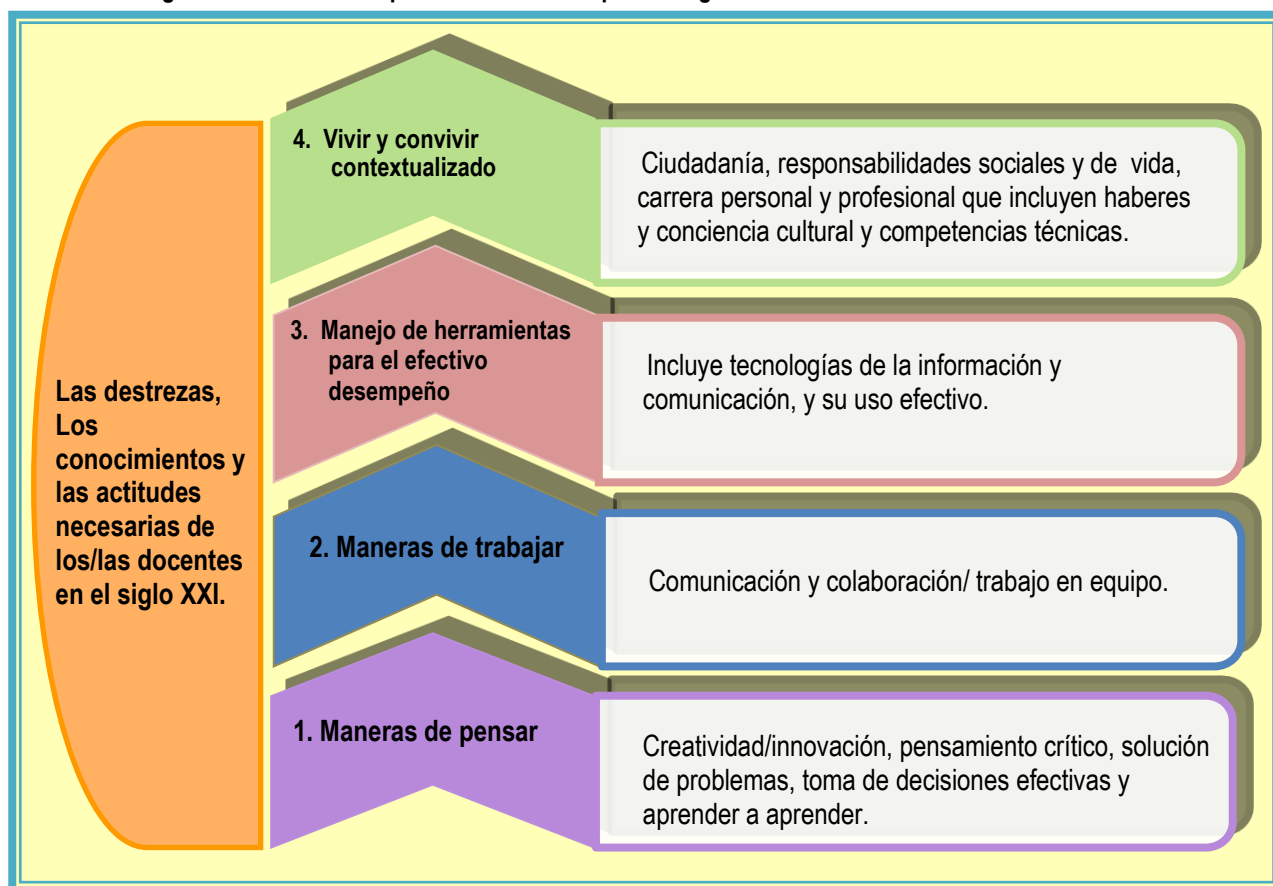 Las destrezas,
Los
conocimientos y
las actitudes
necesarias de
los/las docentes
en el siglo XXI.
4. Vivir y convivir
contextualizado
Ciudadanía, responsabilidades sociales y de vida,
carrera personal y profesional que incluyen haberes
y conciencia cultural y competencias técnicas.
3. Manejo de herramientas
para el efectivo
desempeño
Incluye tecnologías de la información y
comunicación, y su uso efectivo.
2. Maneras de trabajar
Comunicación y colaboración/ trabajo en equipo.
1. Maneras de pensar
Creatividad/innovación, pensamiento crítico, solución
de problemas, toma de decisiones efectivas y
aprender a aprender.